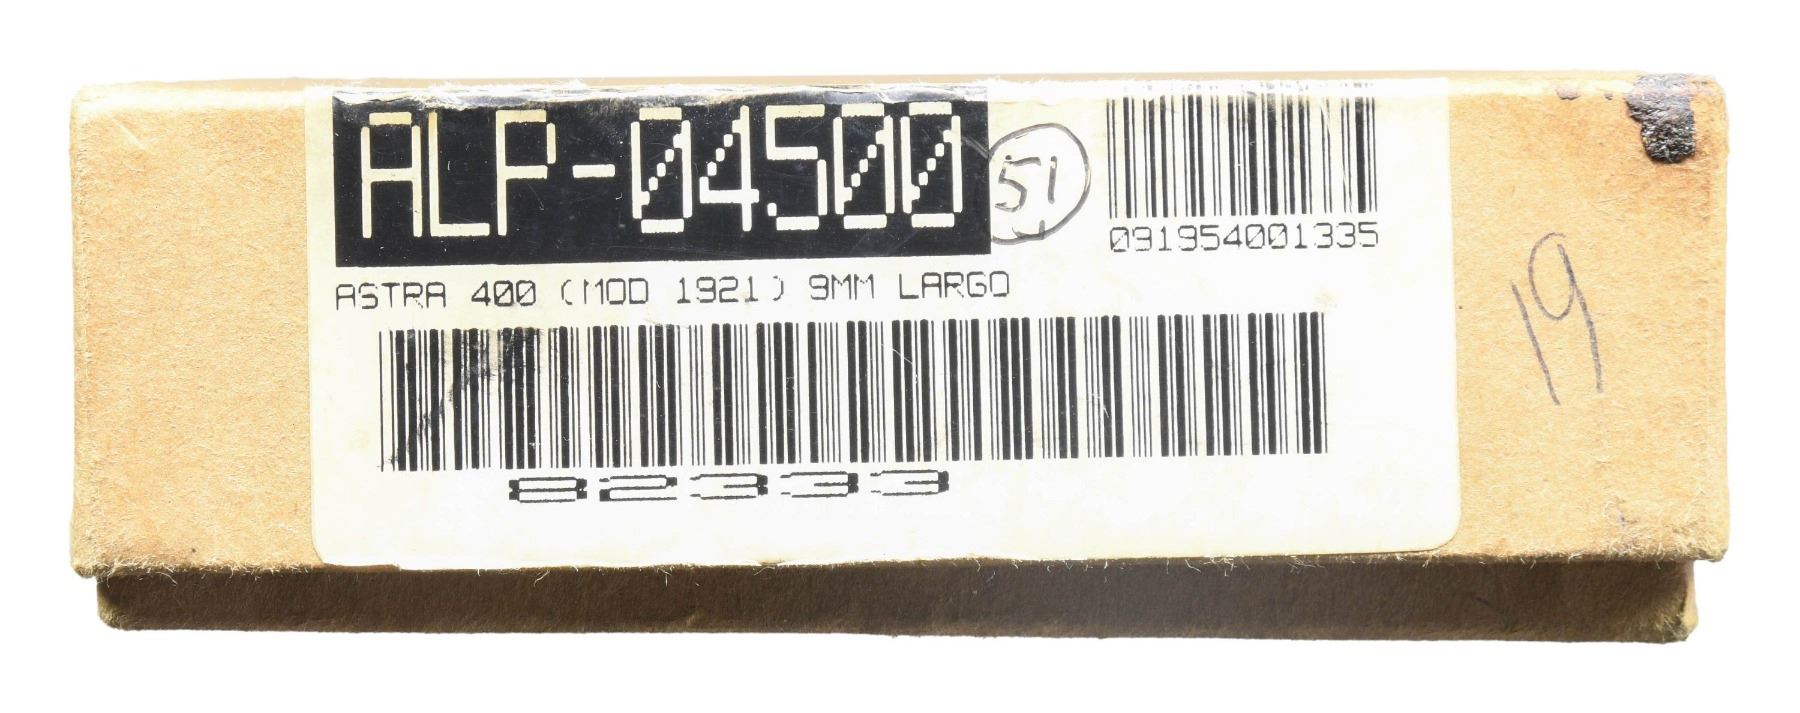 ALP-04500
51
091954001335
ASTRA 400 (MOD 1921) 9MM LARGO
82333
19